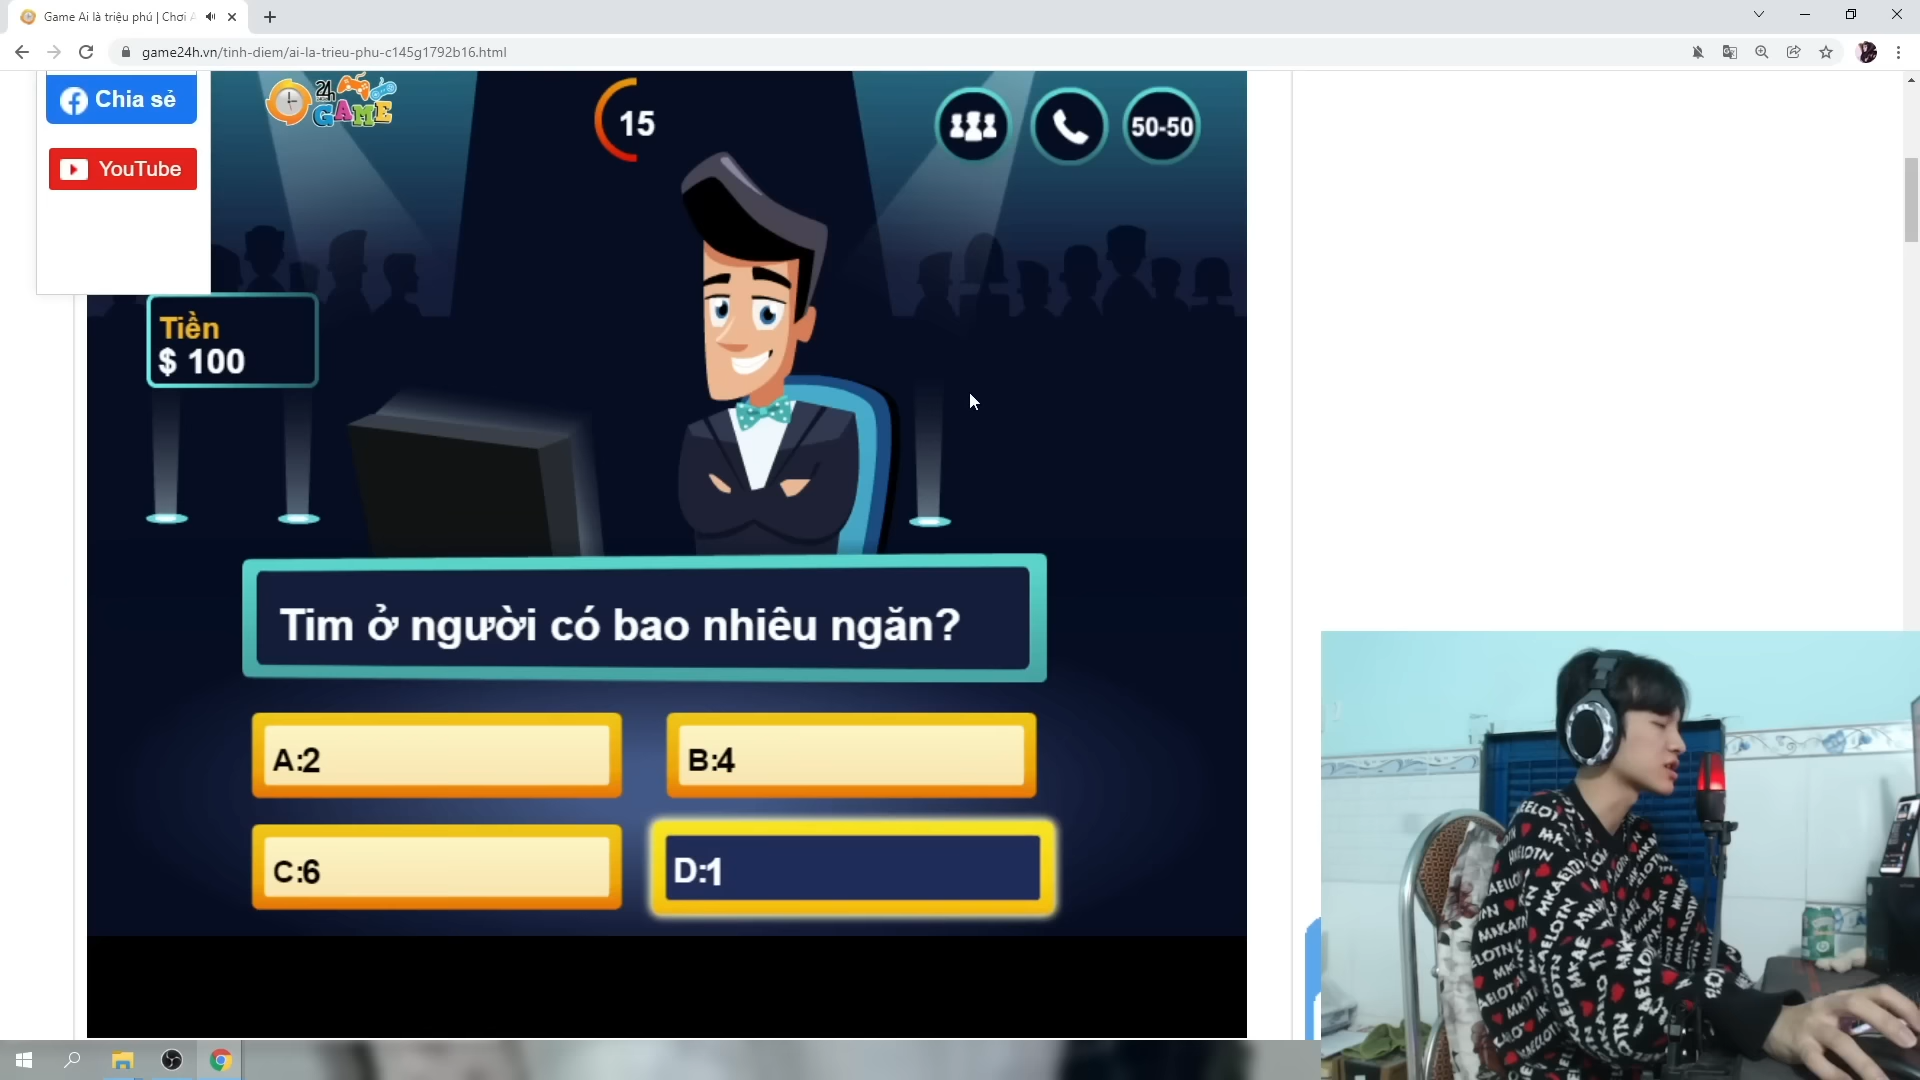 Game Ai là triệu phú | Chơi
game24h.vn/tinh-diem/ai-la-trieu-phu-c145g1792b16.html
Chia sẻ
YouTube
24h
GAME
15
50-50
Tiền
$ 100
Tim ở người có bao nhiêu ngăn?
A:2
B:4
C:6
D:1